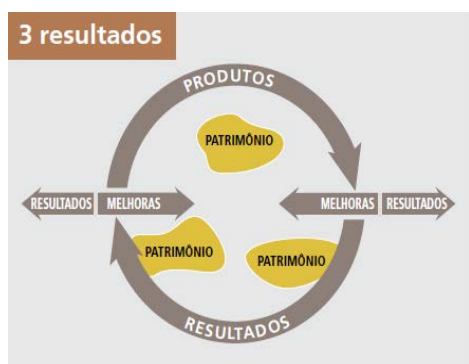 3 resultados
PRODUTOS
PATRIMÔNIO
RESULTADOS MELHORAS
MELHORAS RESULTADOS
PATRIMÔNIO
PATRIMÔNIO
RESULTADOS